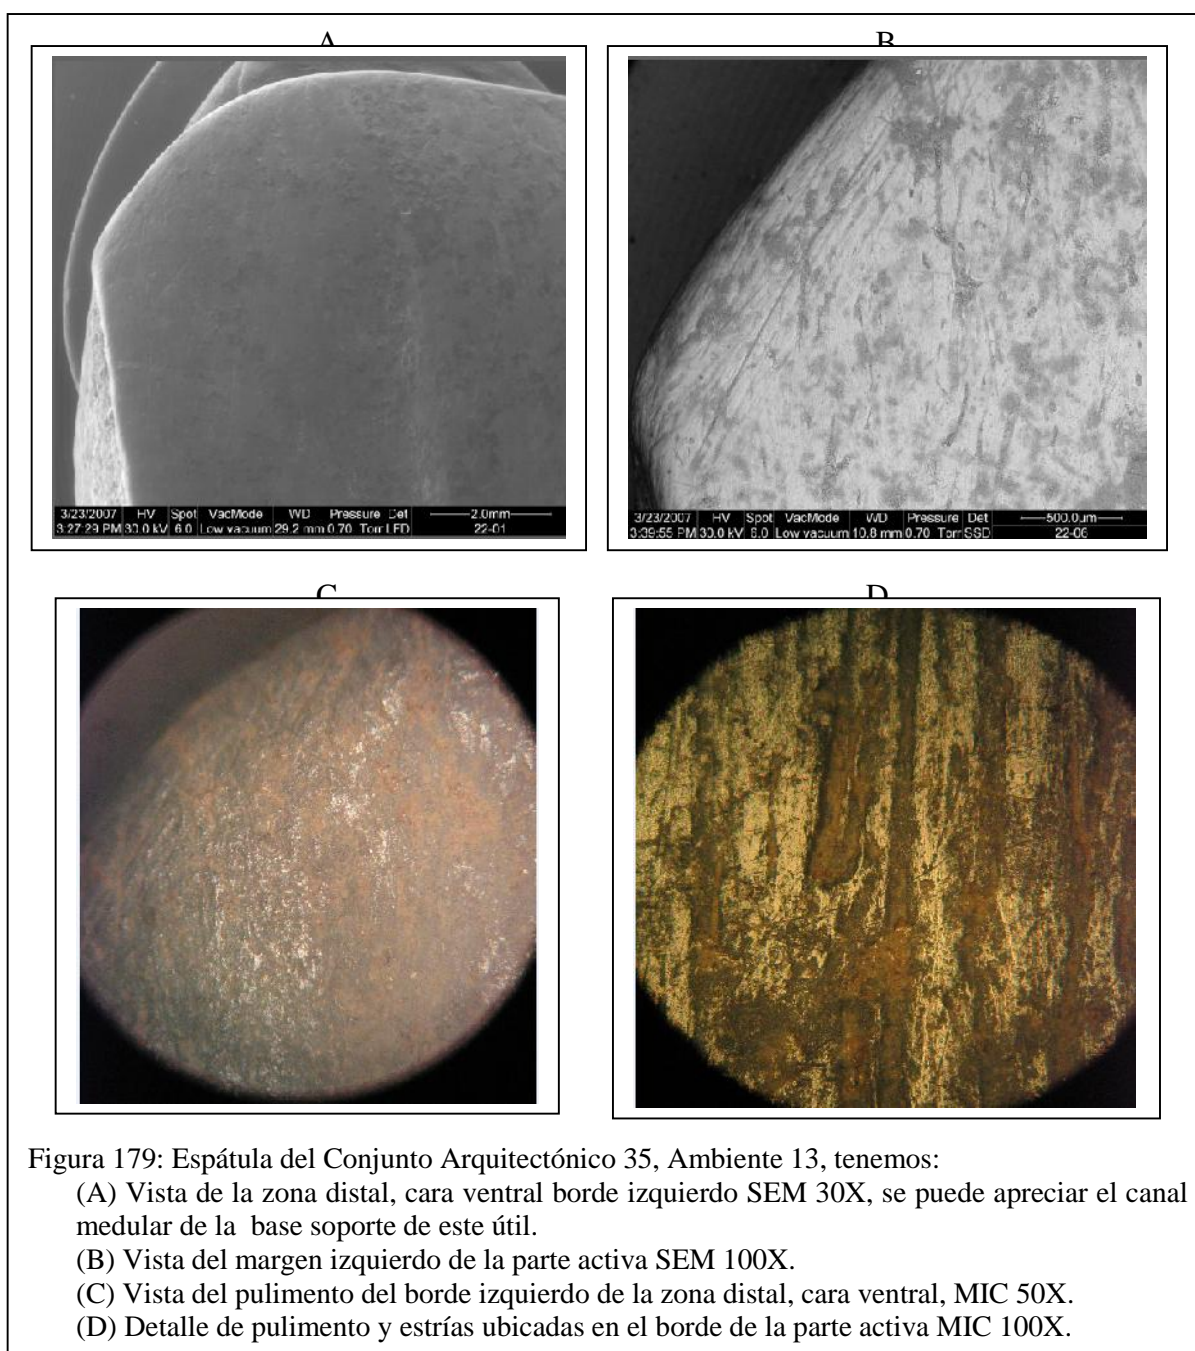 A
B
3/23/2007 HV Spot VacMode WD Pressure Det 2.0mm
3:27:29 PM 30.0 kV 6.0 Low vacuum 29.2 mm 0.70 Torr LFD 22-01
3/23/2007 HV Spot VacMode WD Pressure Det 500.0µm
3:39:55 PM 30.0 kV 6.0 Low vacuum 10.8 mm 0.70 Torr SSD 22-06
C
D
Figura 179: Espátula del Conjunto Arquitectónico 35, Ambiente 13, tenemos:
(A) Vista de la zona distal, cara ventral borde izquierdo SEM 30X, se puede apreciar el canal
medular de la base soporte de este útil.
(B) Vista del margen izquierdo de la parte activa SEM 100X.
(C) Vista del pulimento del borde izquierdo de la zona distal, cara ventral, MIC 50X.
(D) Detalle de pulimento y estrías ubicadas en el borde de la parte activa MIC 100X.